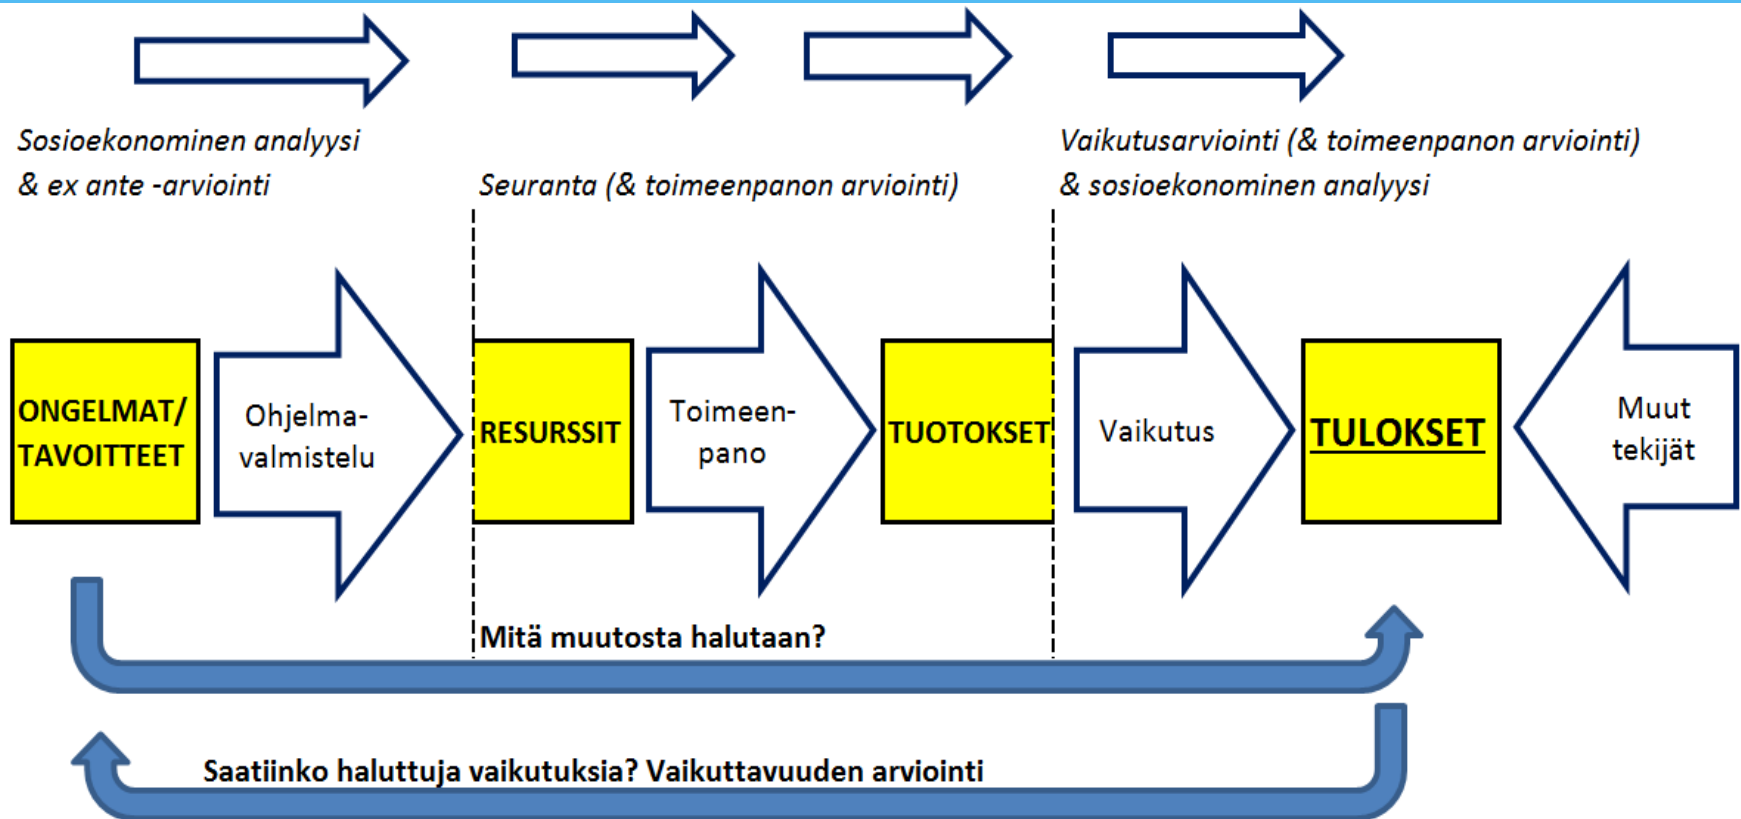 Sosioekonominen analyysi
& ex ante -arviointi
Seuranta (& toimeenpanon arviointi)
Vaikutusarviointi (& toimeenpanon arviointi)
& sosioekonominen analyysi
ONGELMAT/
TAVOITTEET
Ohjelma-
valmistelu
RESURSSIT
Toimeen-
pano
TUOTOKSET
Vaikutus
TULOKSET
Muut
tekijät
Mitä muutosta halutaan?
Saatiinko haluttuja vaikutuksia? Vaikuttavuuden arviointi